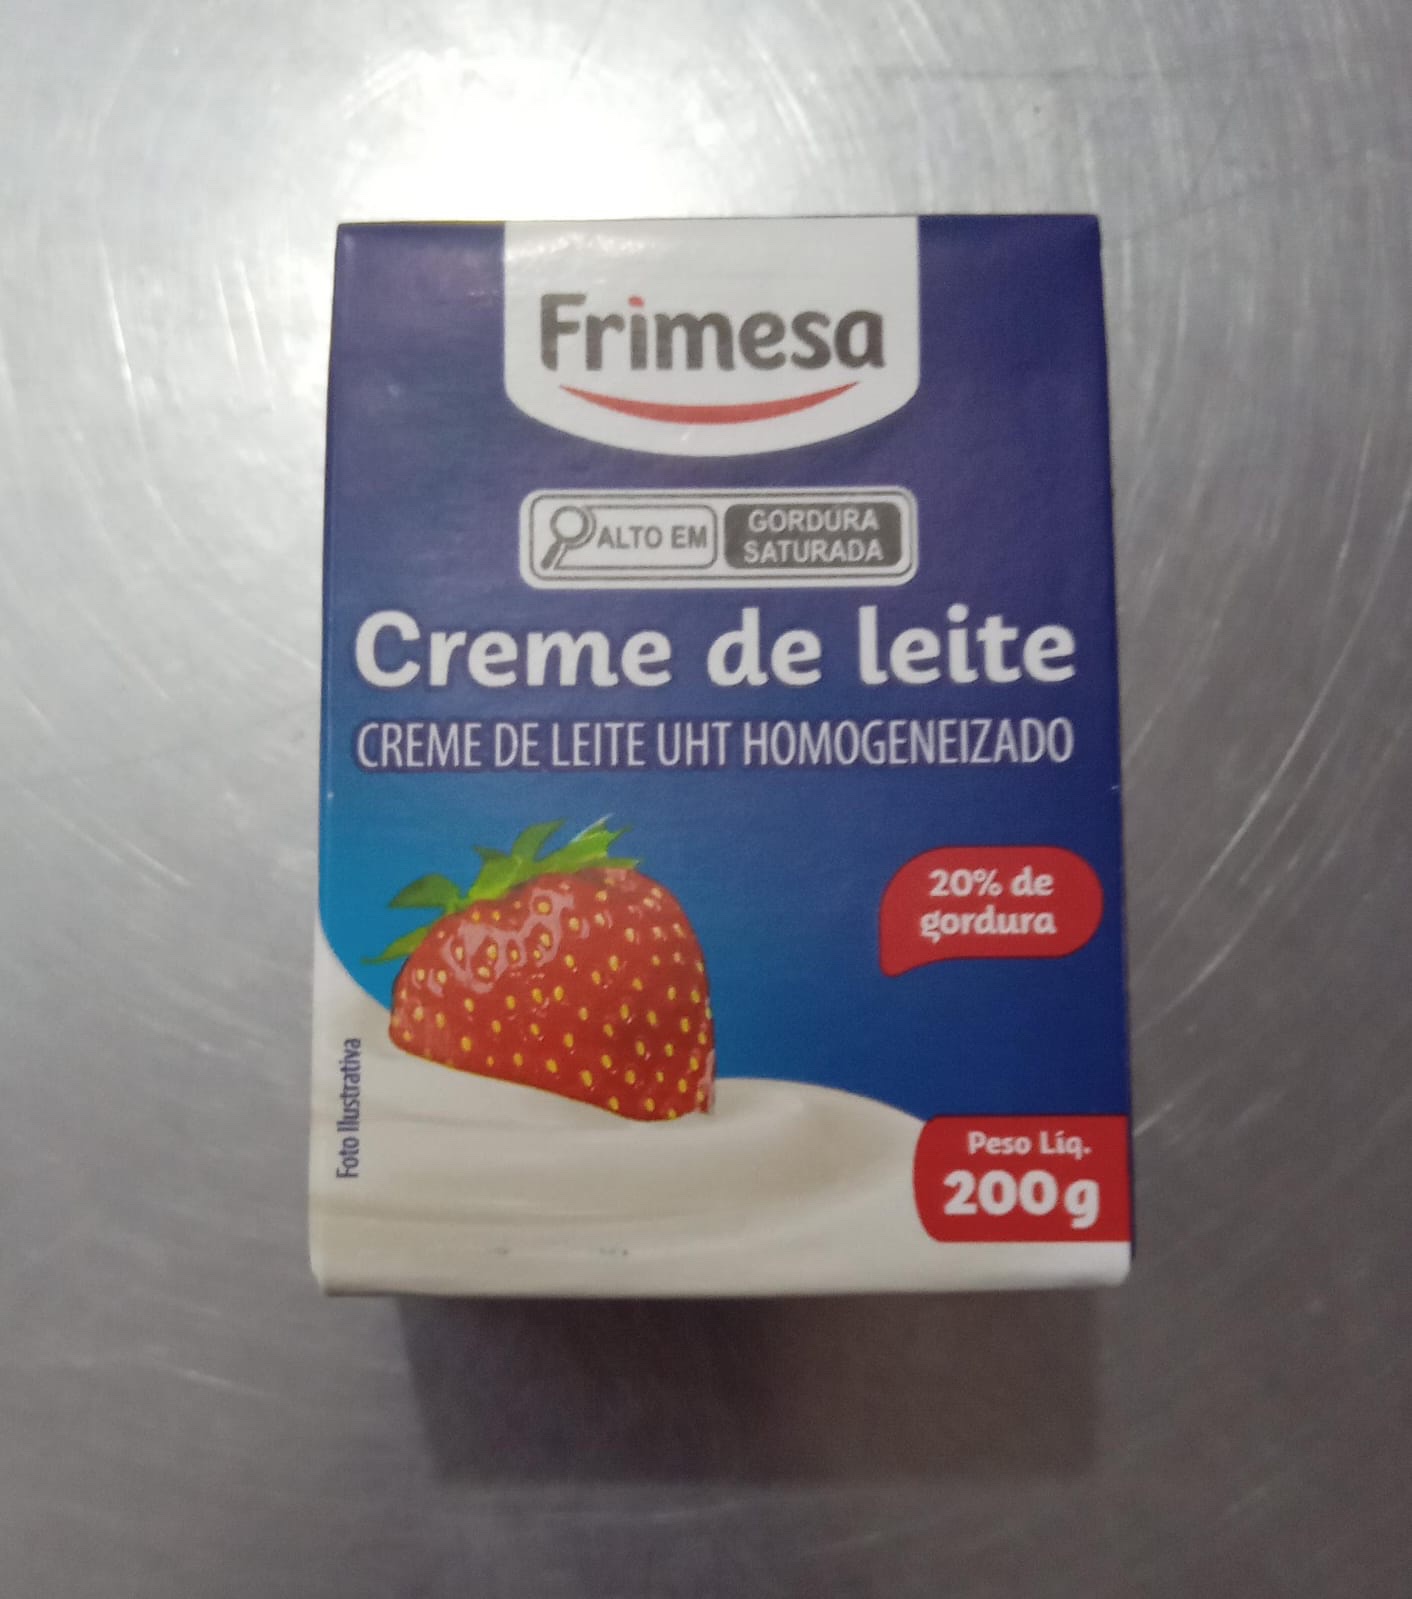 Frimesa
ALTO EM
GORDURA
SATURADA
Creme de leite
CREME DE LEITE UHT HOMOGENEIZADO
20% de
gordura
Foto Ilustrativa
Peso Líq.
200g